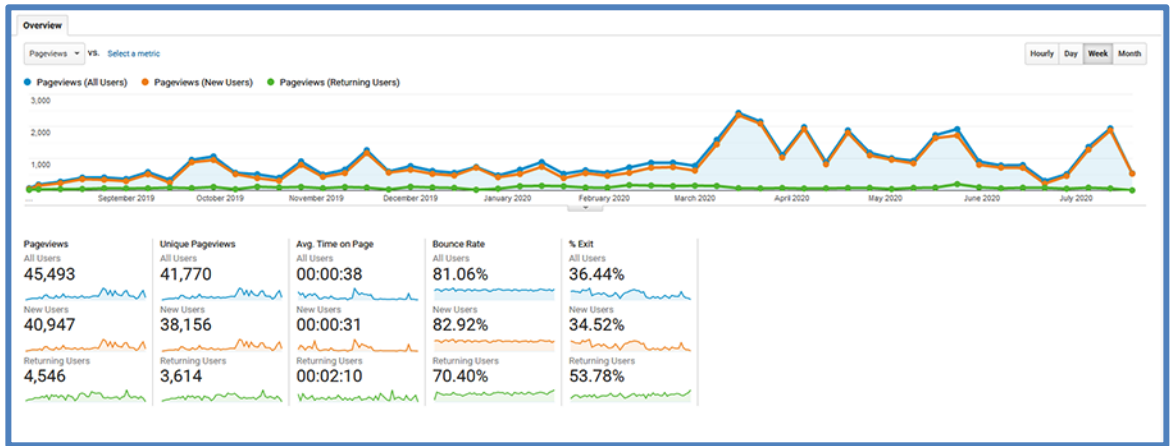 Overview
Pageviews VS. Select a metric
Hourly Day Week Month
Pageviews (All Users) Pageviews (New Users) Pageviews (Returning Users)
3,000
2,000
1,000
... September 2019 October 2019 November 2019 December 2019 January 2020 February 2020 March 2020 April 2020 May 2020 June 2020 July 2020
Pageviews Unique Pageviews Avg. Time on Page Bounce Rate % Exit
All Users All Users All Users All Users All Users
45,493 41,770 00:00:38 81.06% 36.44%
New Users New Users New Users New Users New Users
40,947 38,156 00:00:31 82.92% 34.52%
Returning Users Returning Users Returning Users Returning Users Returning Users
4,546 3,614 00:02:10 70.40% 53.78%